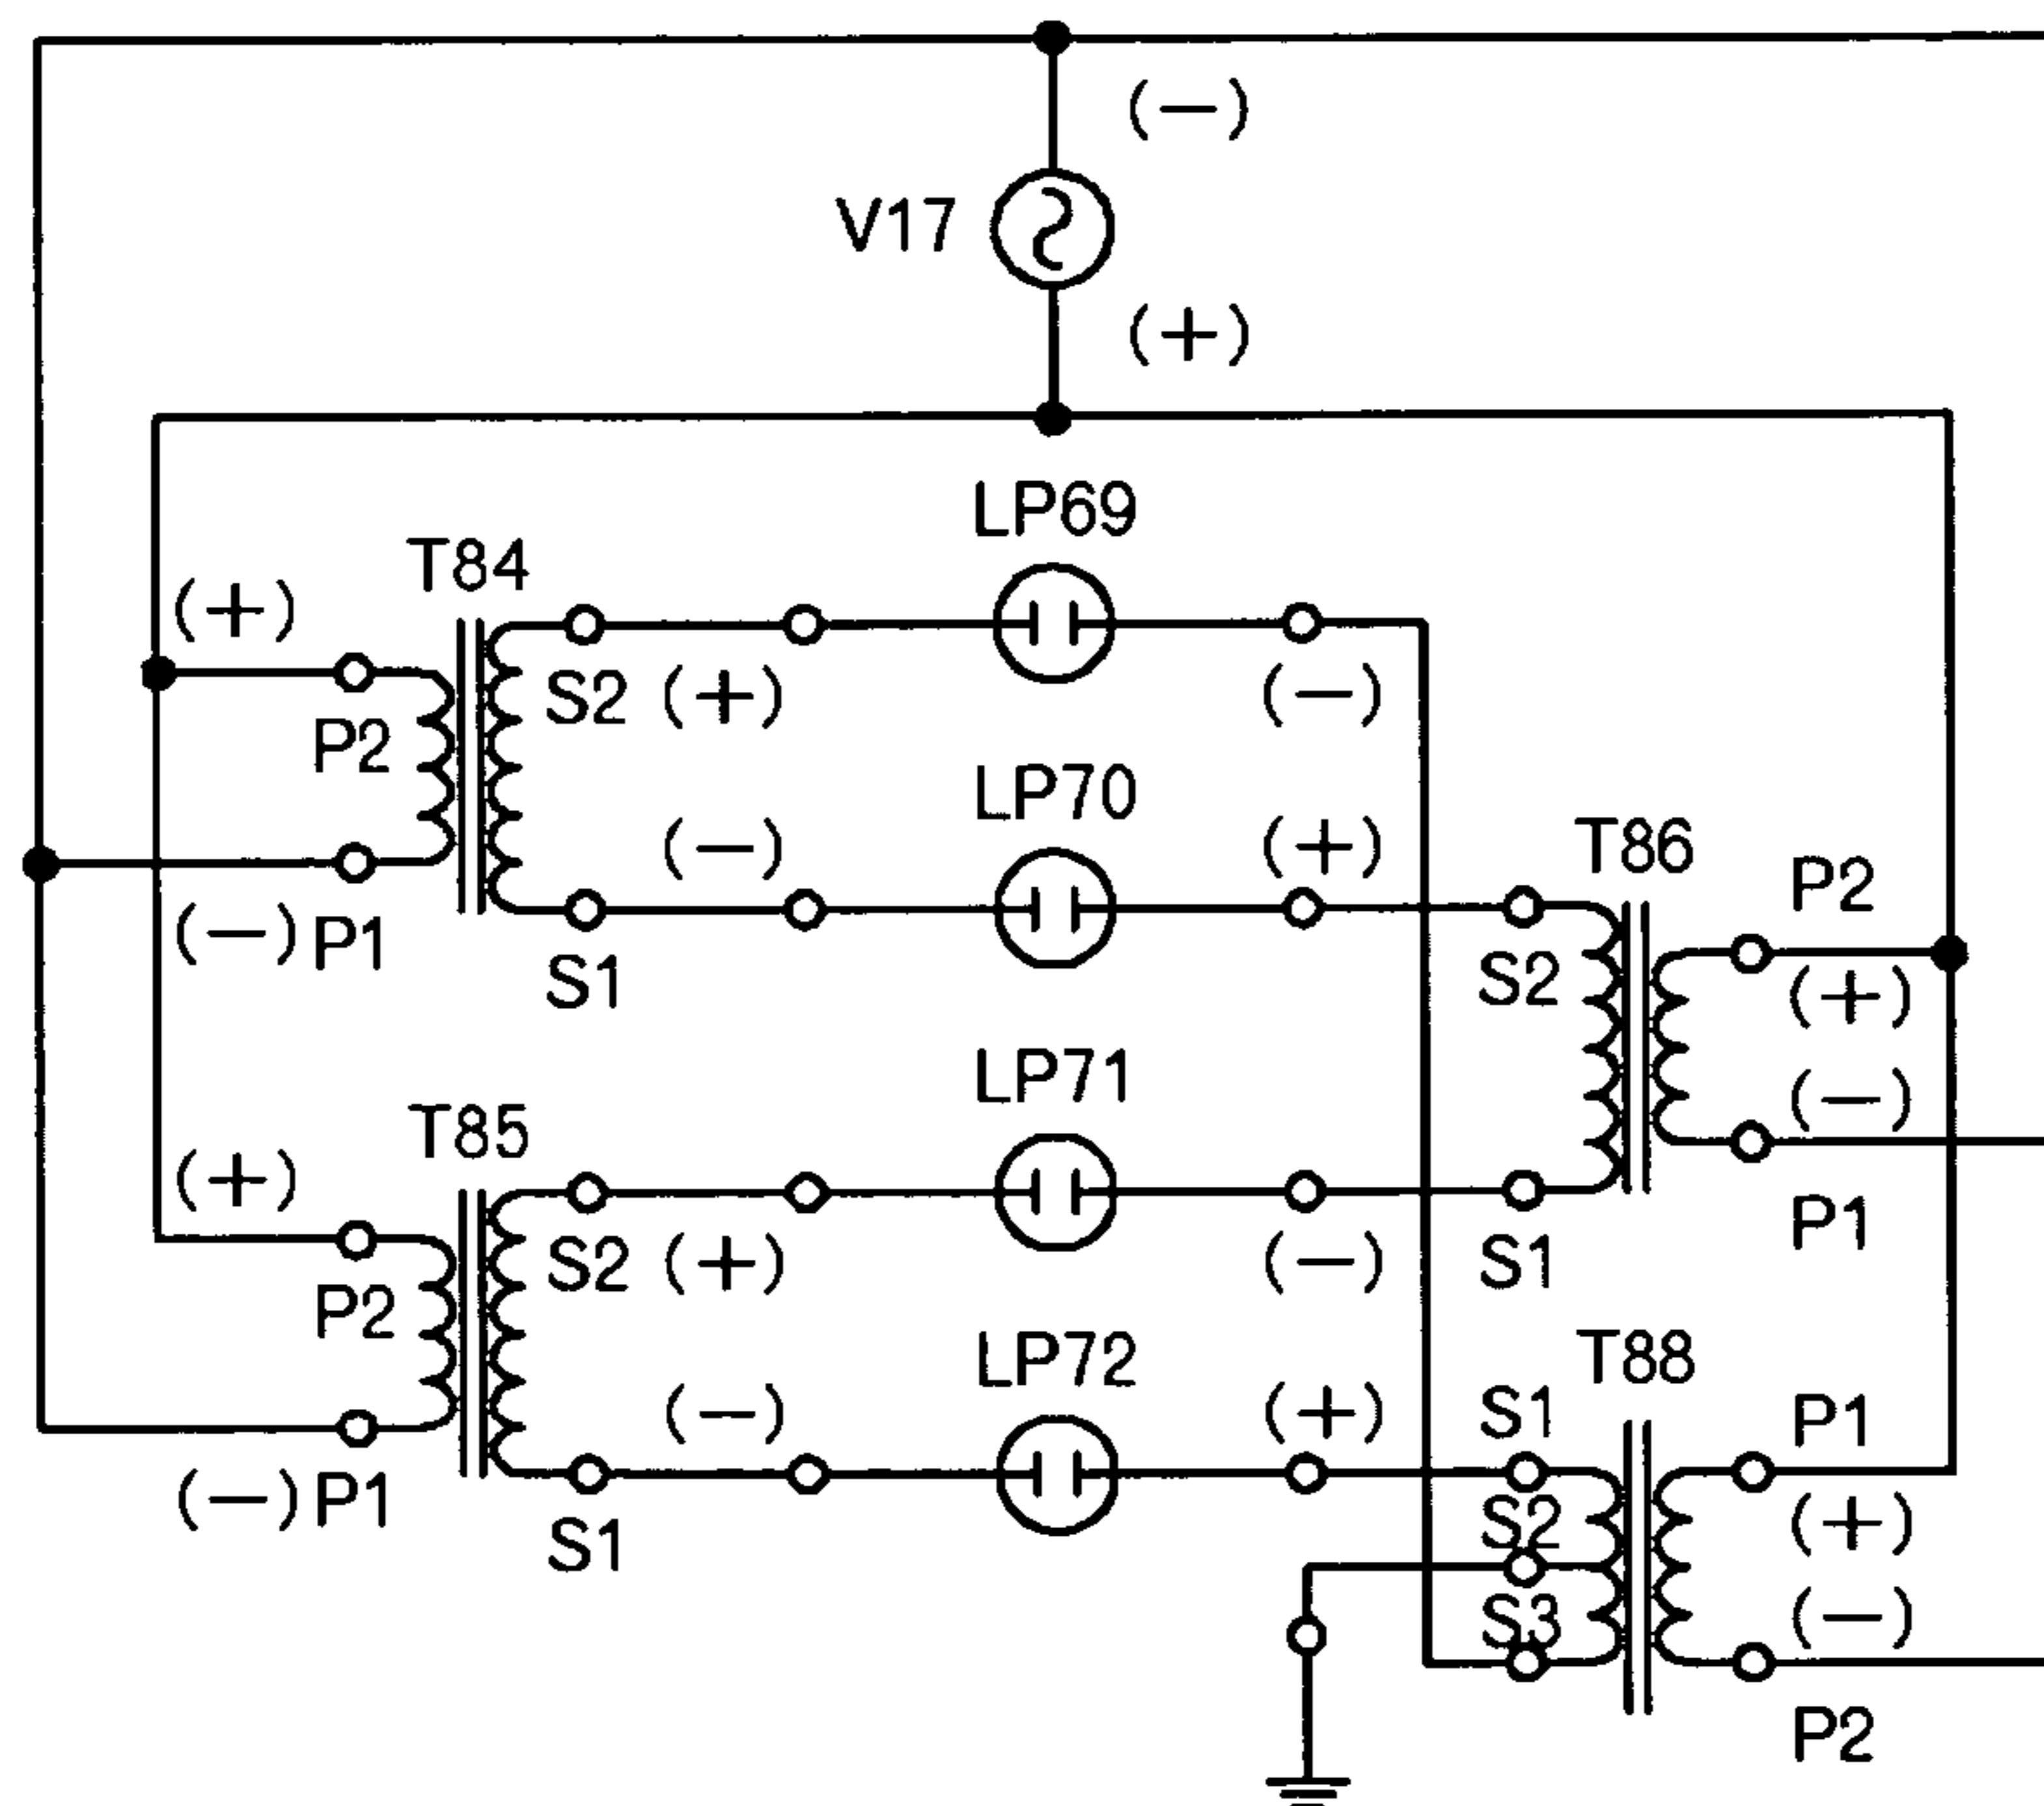 (−)
V17
(+)
LP69
T84
(+)
S2 (+)
(−)
P2
LP70
(−)
(+)
T86
P2
(−) P1
S1
S2
(+)
LP71
(−)
T85
(+)
P1
S2 (+)
(−)
S1
P2
LP72
T88
(−)
(+)
S1
P1
(−) P1
S2
(+)
S1
S3
(−)
P2